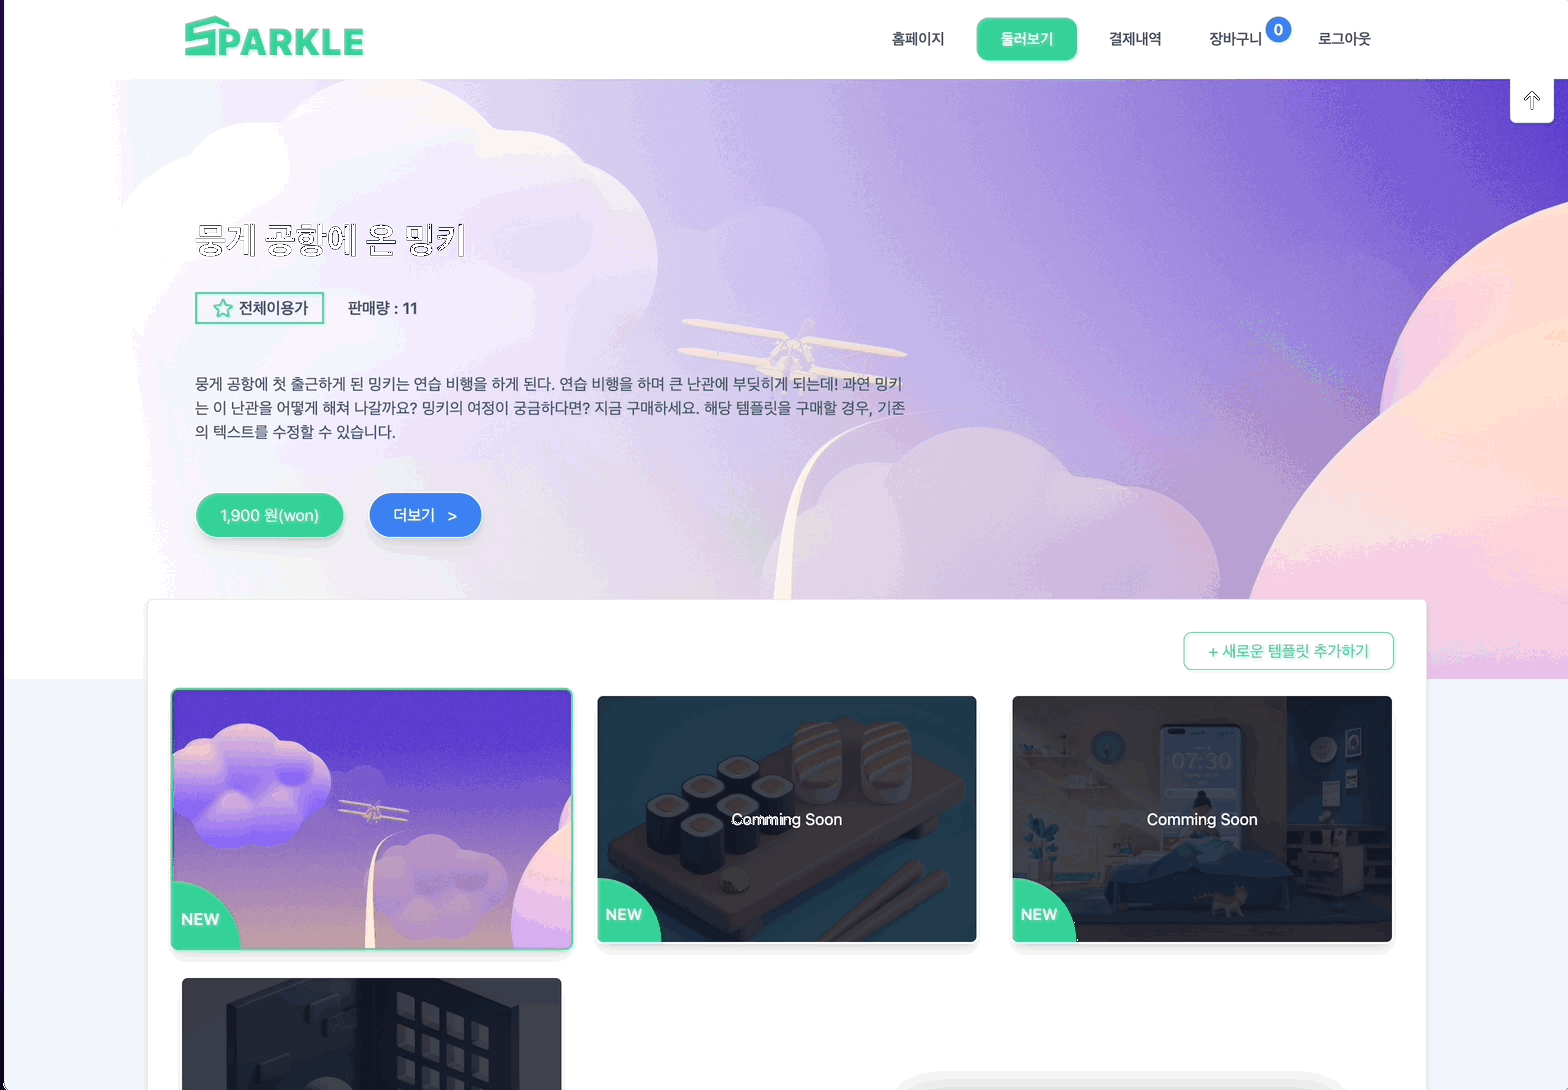 SPARKLE
홈페이지
둘러보기
결제내역
장바구니 0
로그아웃
뭉게 공항에 온 밍키
전체이용가
판매량 : 11
뭉게 공항에 첫 출근하게 된 밍키는 연습 비행을 하게 된다. 연습 비행을 하며 큰 난관에 부딪히게 되는데! 과연 밍키
는 이 난관을 어떻게 해쳐 나갈까요? 밍키의 여정이 궁금하다면? 지금 구매하세요. 해당 템플릿을 구매할 경우, 기존
의 텍스트를 수정할 수 있습니다.
1,900 원(won)
더보기 >
+ 새로운 템플릿 추가하기
NEW
Comming Soon
NEW
07:30
Comming Soon
NEW